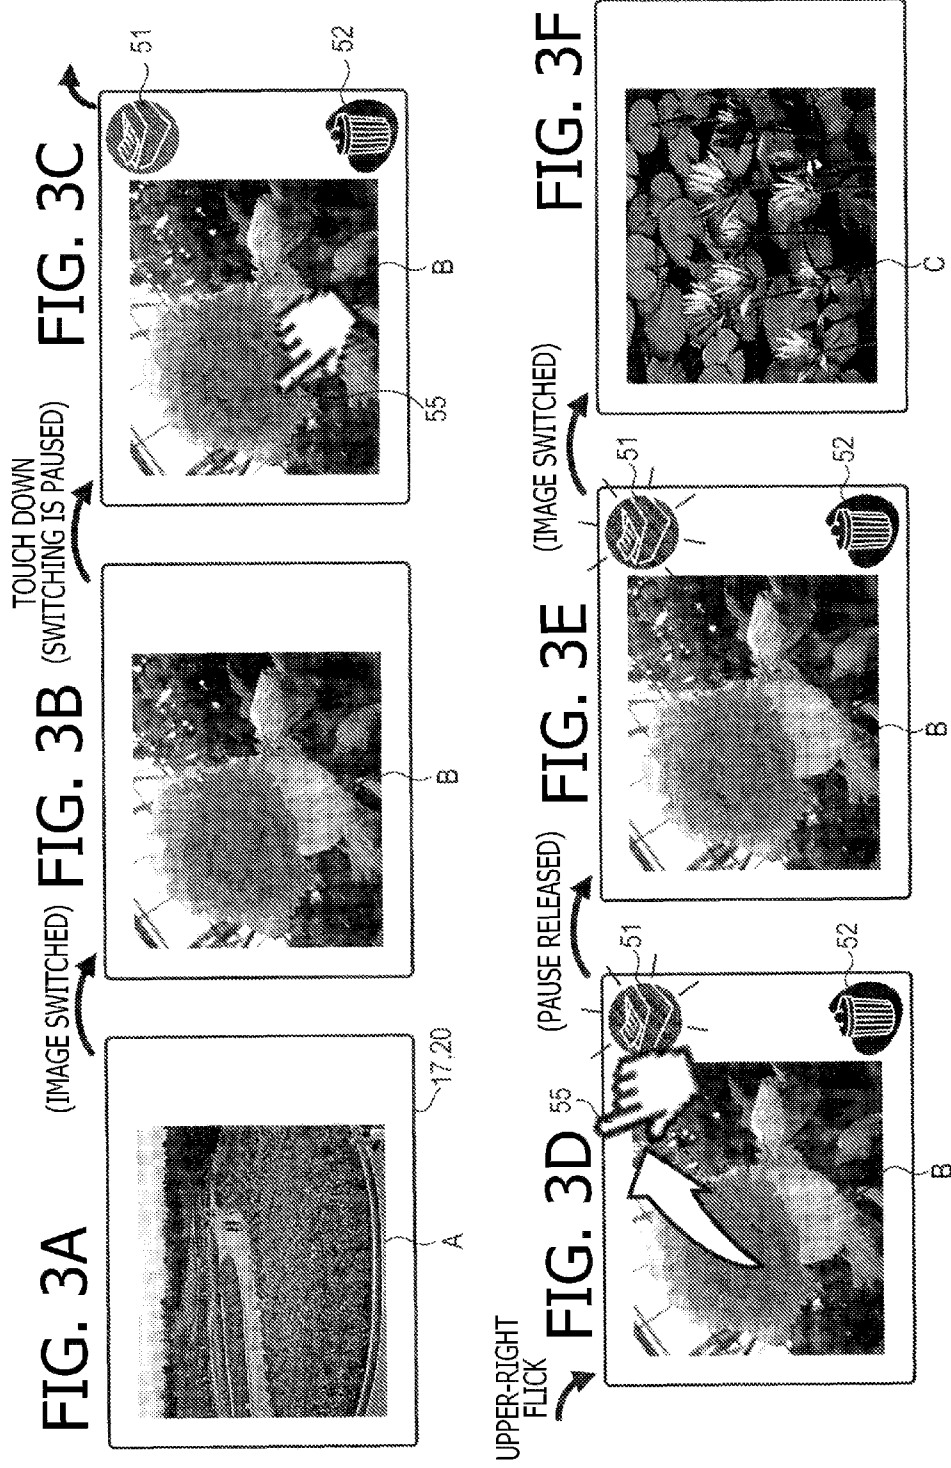 FIG. 3A
A
17.20
(IMAGE SWITCHED)
FIG. 3B
B
TOUCH DOWN
(SWITCHING IS PAUSED)
FIG. 3C
51
52
55
B
UPPER-RIGHT
FLICK
FIG. 3D
55
51
52
B
(PAUSE RELEASED)
FIG. 3E
51
52
B
(IMAGE SWITCHED)
FIG. 3F
C